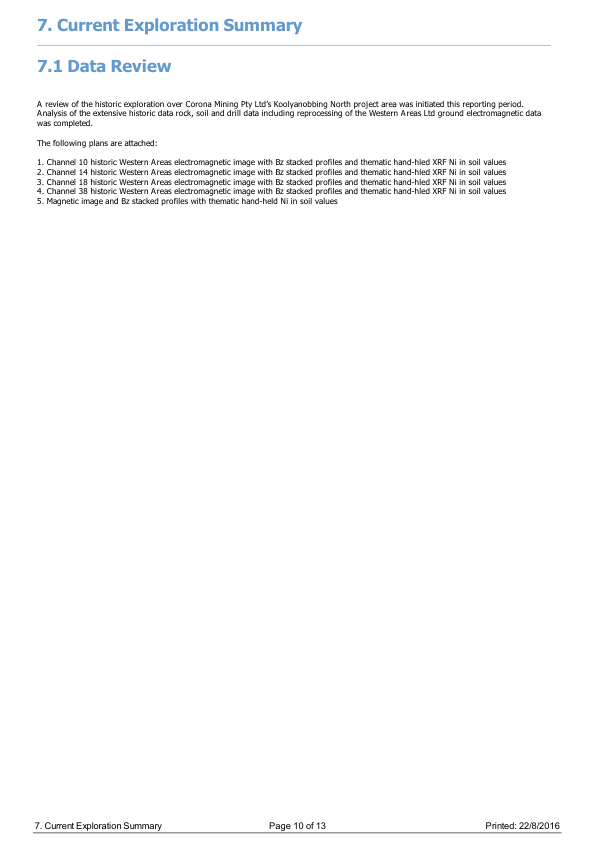 7. Current Exploration Summary
7.1 Data Review
A review of the historic exploration over Corona Mining Pty Ltd's Koolyanobbing North project area was initiated this reporting period.
Analysis of the extensive historic data rock, soil and drill data including reprocessing of the Western Areas Ltd ground electromagnetic data
was completed.
The following plans are attached:
1. Channel 10 historic Western Areas electromagnetic image with Bz stacked profiles and thematic hand-hled XRF Ni in soil values
2. Channel 14 historic Western Areas electromagnetic image with Bz stacked profiles and thematic hand-hled XRF Ni in soil values
3. Channel 18 historic Western Areas electromagnetic image with Bz stacked profiles and thematic hand-hled XRF Ni in soil values
4. Channel 38 historic Western Areas electromagnetic image with Bz stacked profiles and thematic hand-hled XRF Ni in soil values
5. Magnetic image and Bz stacked profiles with thematic hand-held Ni in soil values
7. Current Exploration Summary Page 10 of 13 Printed: 22/8/2016